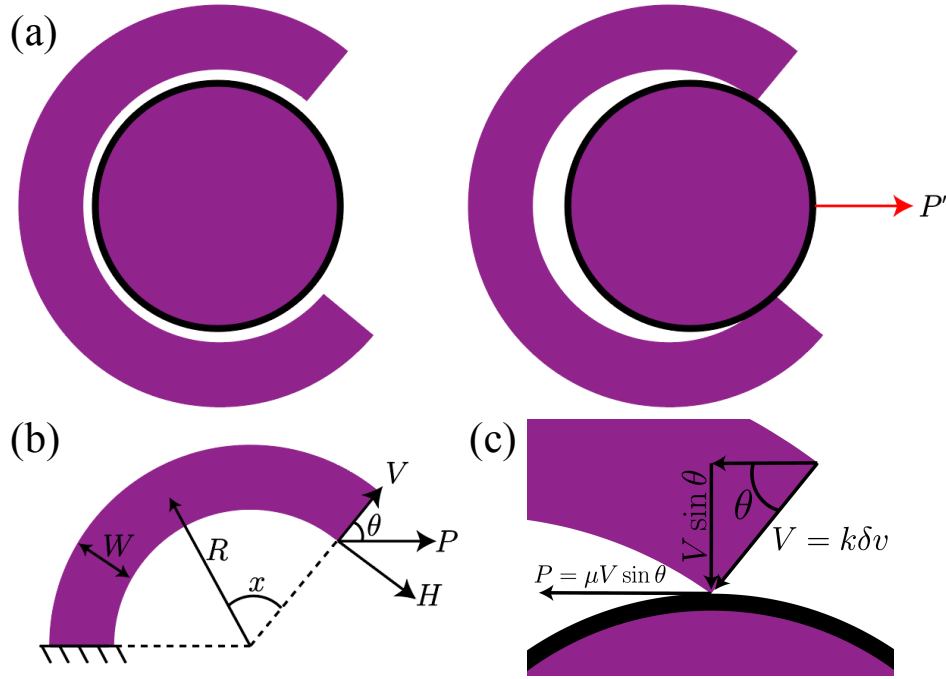 (a)
P′
(b)
V
θ
P
H
W
R
x
(c)
V sin θ
θ
V = kδv
P = μV sin θ